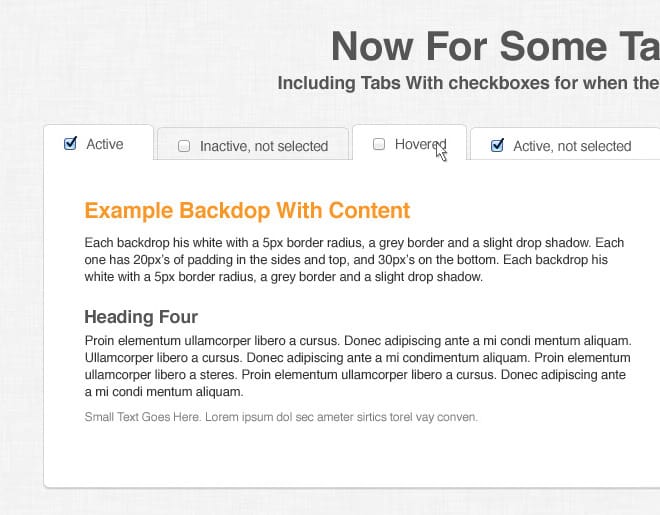 Now For Some Ta
Including Tabs With checkboxes for when the
Active
Inactive, not selected
Hovered
Active, not selected
Example Backdop With Content
Each backdrop his white with a 5px border radius, a grey border and a slight drop shadow. Each
one has 20px's of padding in the sides and top, and 30px's on the bottom. Each backdrop his
white with a 5px border radius, a grey border and a slight drop shadow.
Heading Four
Proin elementum ullamcorper libero a cursus. Donec adipiscing ante a mi condi mentum aliquam.
Ullamcorper libero a cursus. Donec adipiscing ante a mi condimentum aliquam. Proin elementum
ullamcorper libero a steres. Proin elementum ullamcorper libero a cursus. Donec adipiscing ante
a mi condi mentum aliquam.
Small Text Goes Here. Lorem ipsum dol sec ameter sirtics torel vay conven.